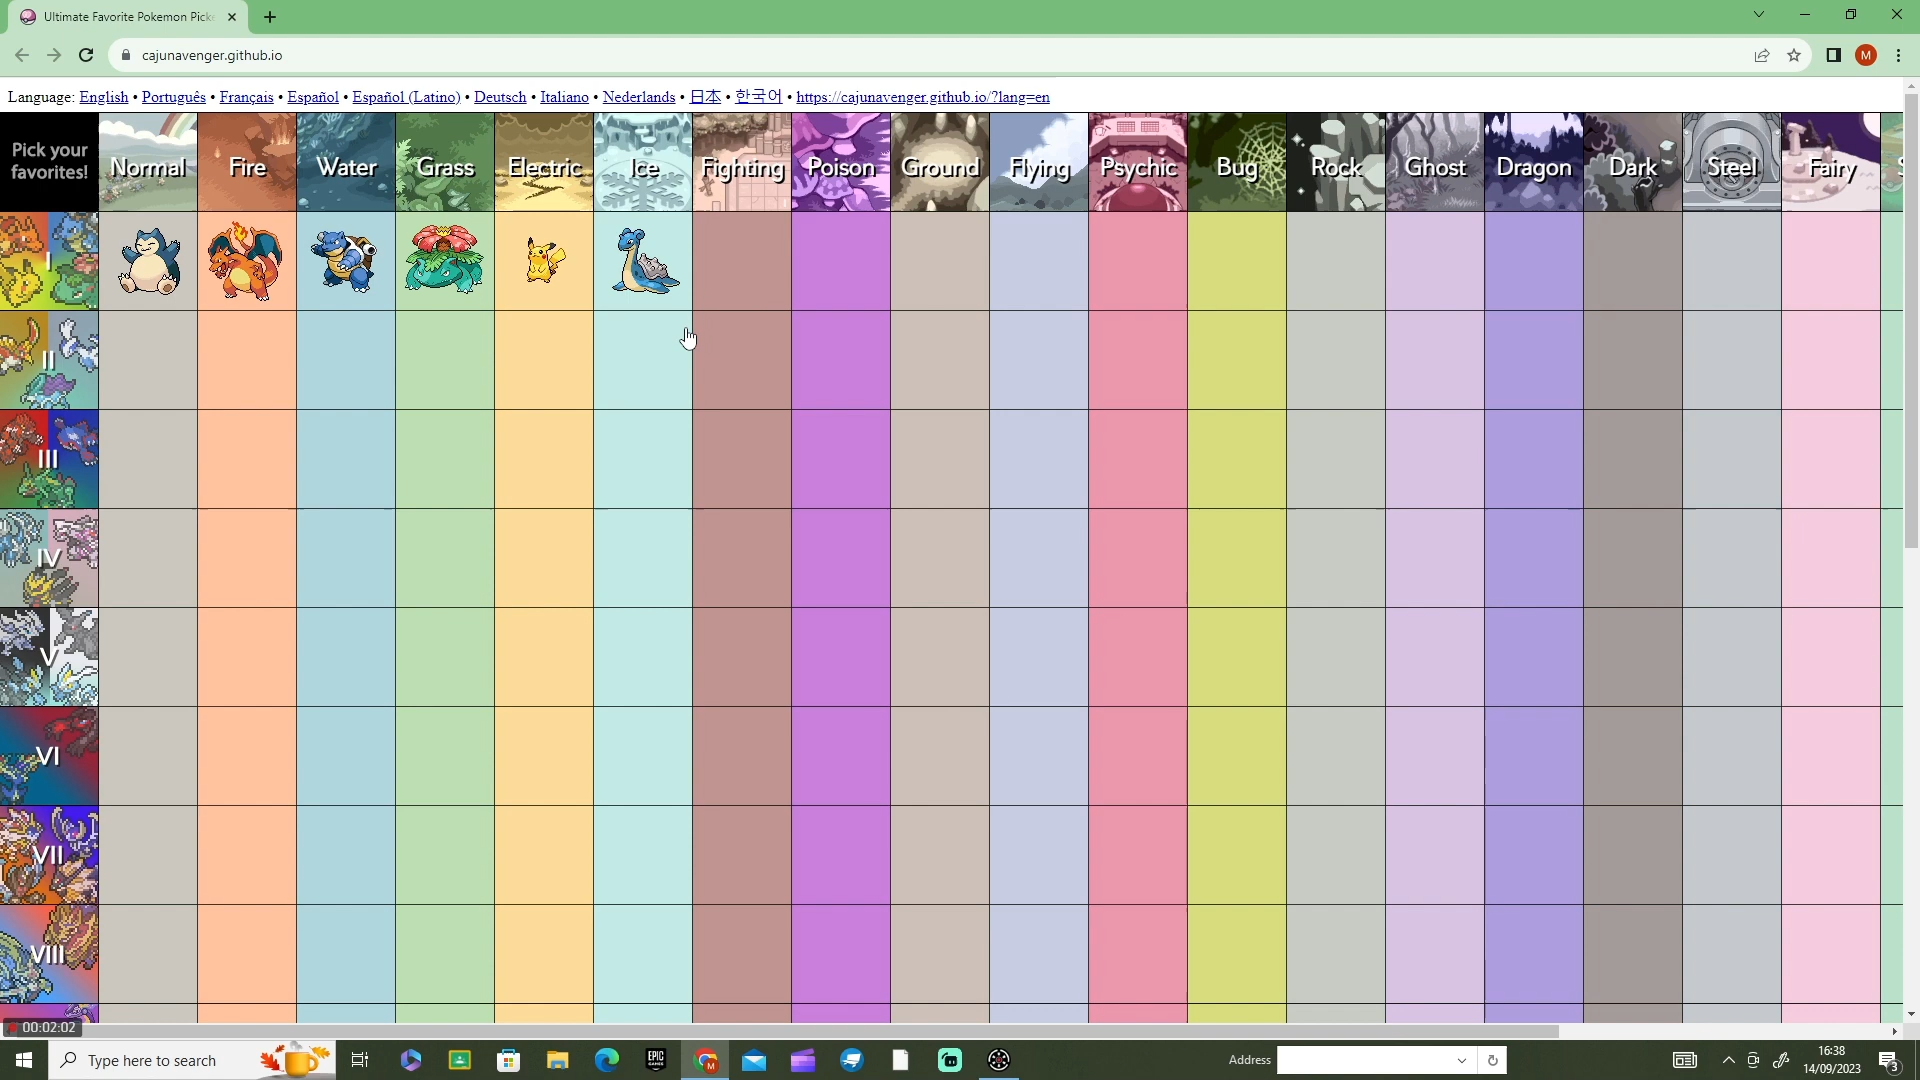 Ultimate Favorite Pokemon Pick
cajunavenger.github.io
M
Language: English • Português • Français • Español • Español (Latino) • Deutsch • Italiano • Nederlands • 日本 • 한국어 • https://cajunavenger.github.io/?lang=en
Pick your
favorites!
Normal
Fire
Water
Grass
Electric
Ice
Fighting
Poison
Ground
Flying
Psychic
Bug
Rock
Ghost
Dragon
Dark
Steel
Fairy
I
II
III
IV
V
VI
VII
VIII
00:02:02
Type here to search
EPIC
GAMES
M
Address
16:38
14/09/2023
3